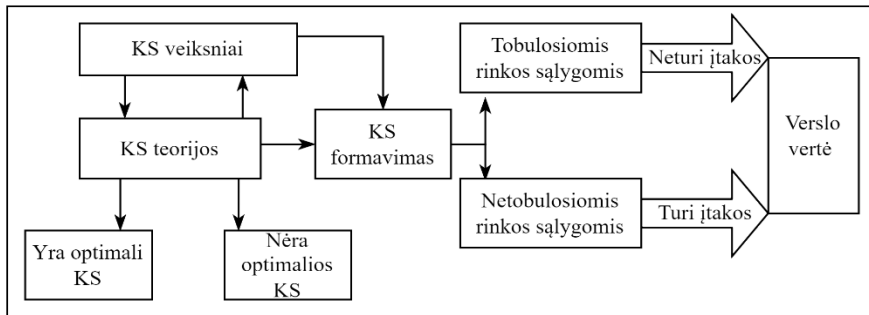 KS veiksniai
Tobulosiomis
rinkos sąlygomis
Neturi įtakos
KS teorijos
KS
formavimas
Verslo
vertė
Netobulosiomis
rinkos sąlygomis
Turi įtakos
Yra optimali
KS
Nėra
optimalios
KS